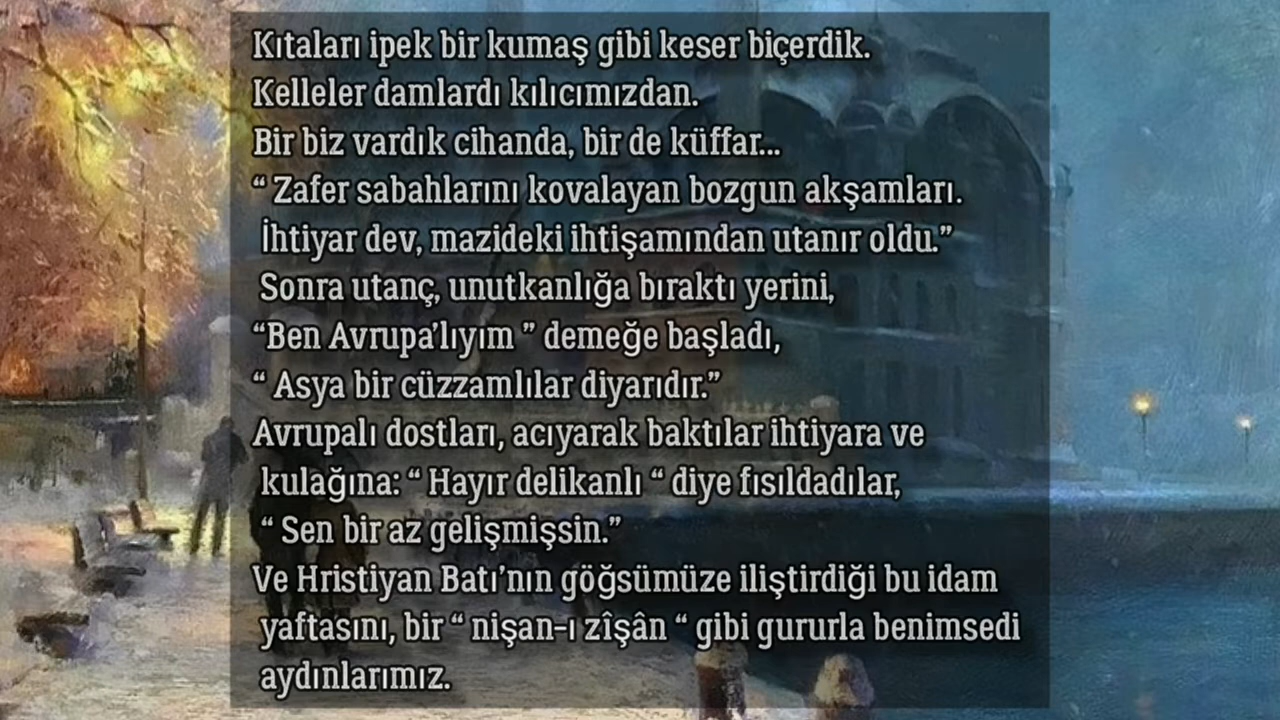 Kıtaları ipek bir kumaş gibi keser biçerdik.
Kelleler damlardı kılıcımızdan.
Bir biz vardık cihanda, bir de küffar...
“ Zafer sabahlarını kovalayan bozgun akşamları.
İhtiyar dev, mazideki ihtişamından utanır oldu.”
Sonra utanç, unutkanlığa bıraktı yerini,
“Ben Avrupa’lıyım ” demeğe başladı,
“ Asya bir cüzzamlılar diyarıdır.”
Avrupalı dostları, acıyarak baktılar ihtiyara ve
kulağına: “ Hayır delikanlı “ diye fısıldadılar,
“ Sen bir az gelişmişsin.”
Ve Hristiyan Batı’nın göğsümüze iliştirdiği bu idam
yaftasını, bir “ nişan-ı zîşân “ gibi gururla benimsedi
aydınlarımız.